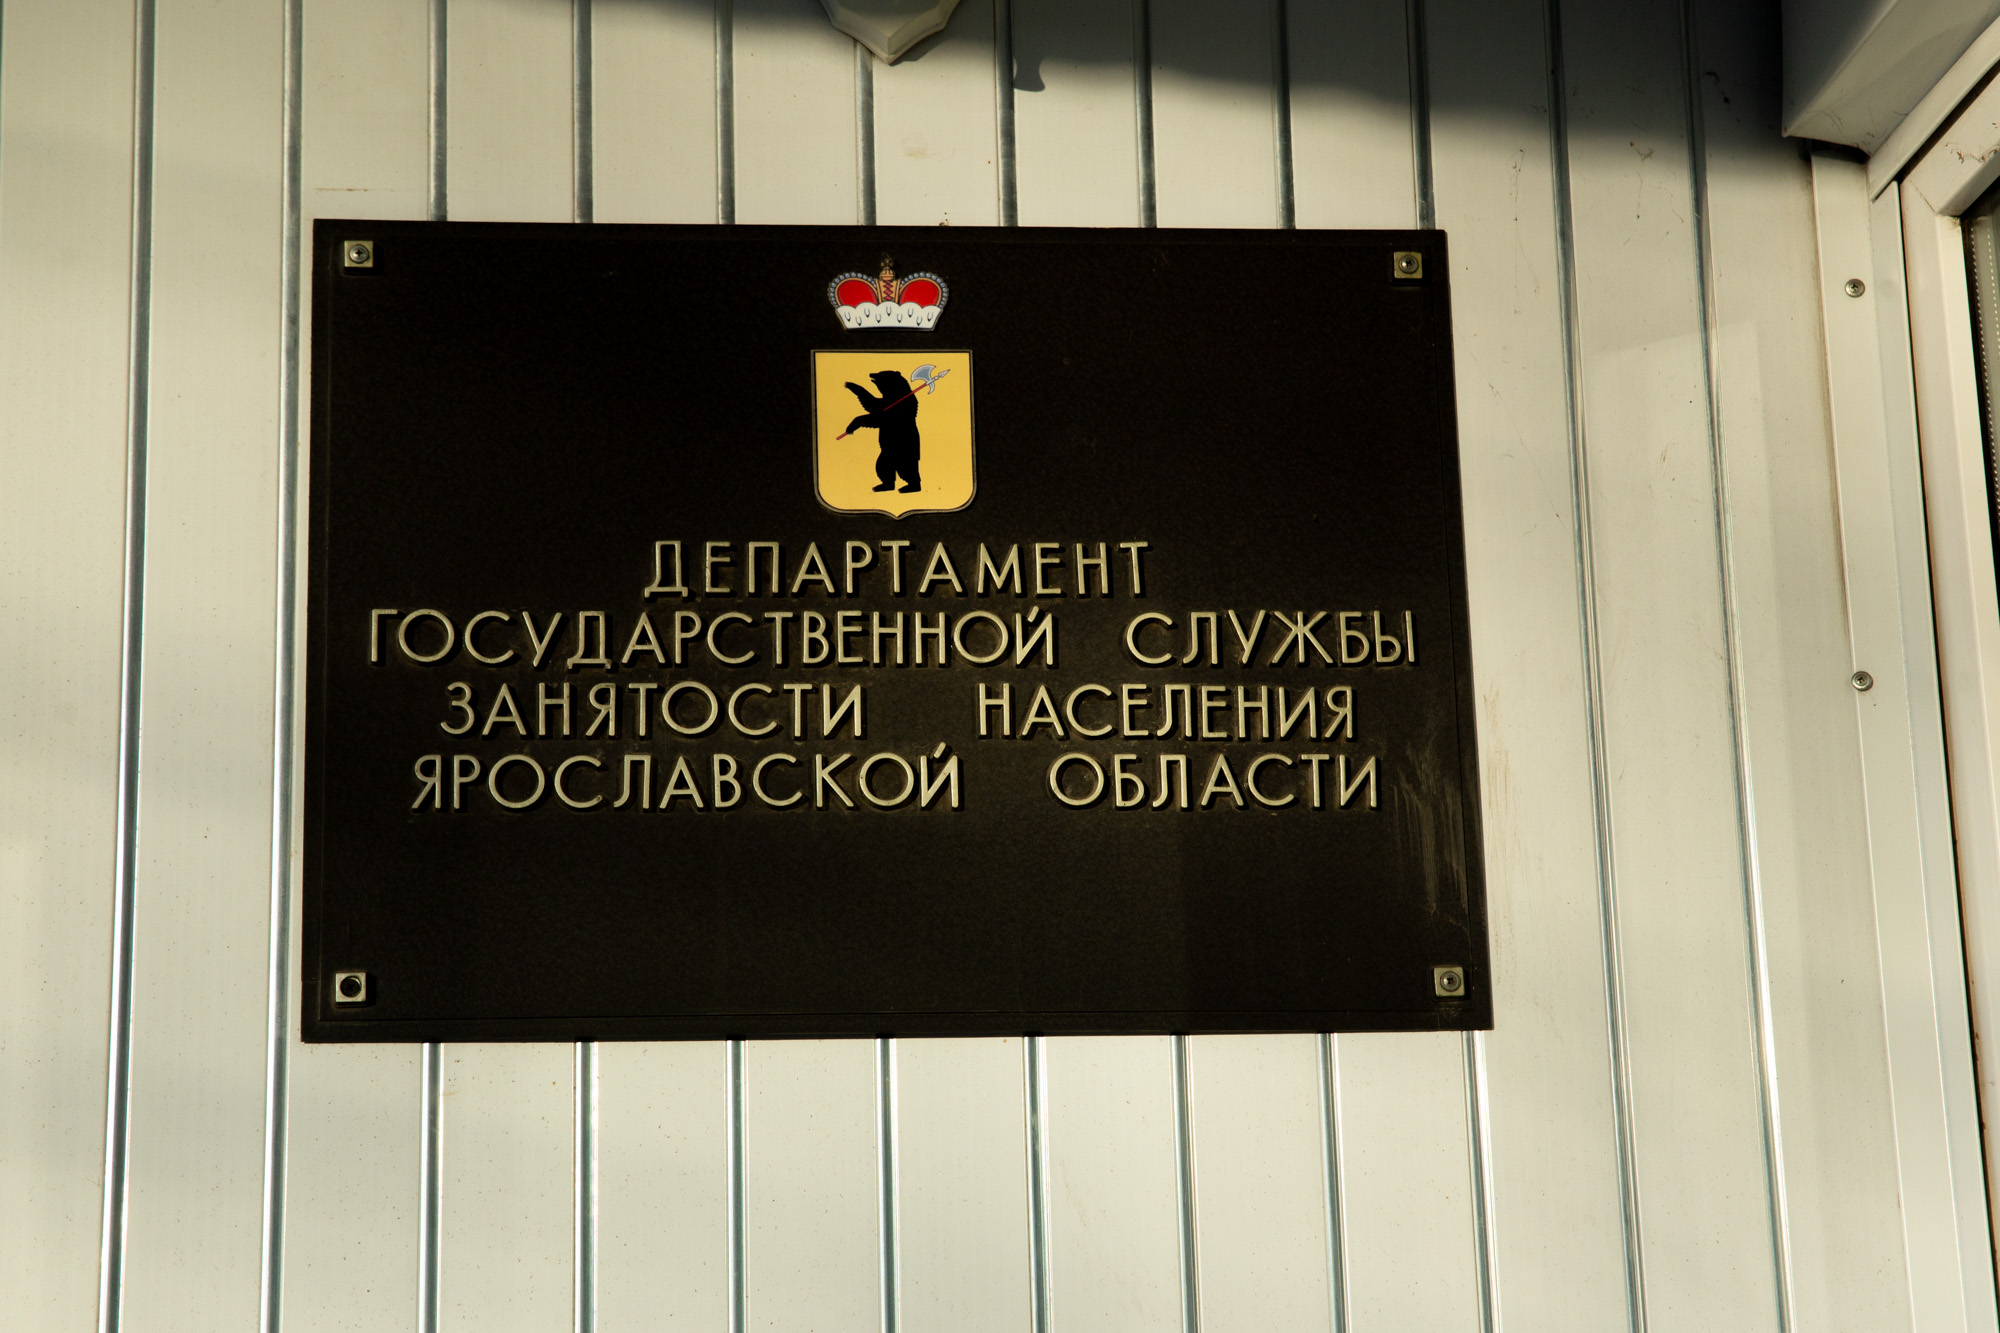 ДЕПАРТАМЕНТ
ГОСУДАРСТВЕННОЙ СЛУЖБЫ
ЗАНЯТОСТИ НАСЕЛЕНИЯ
ЯРОСЛАВСКОЙ ОБЛАСТИ